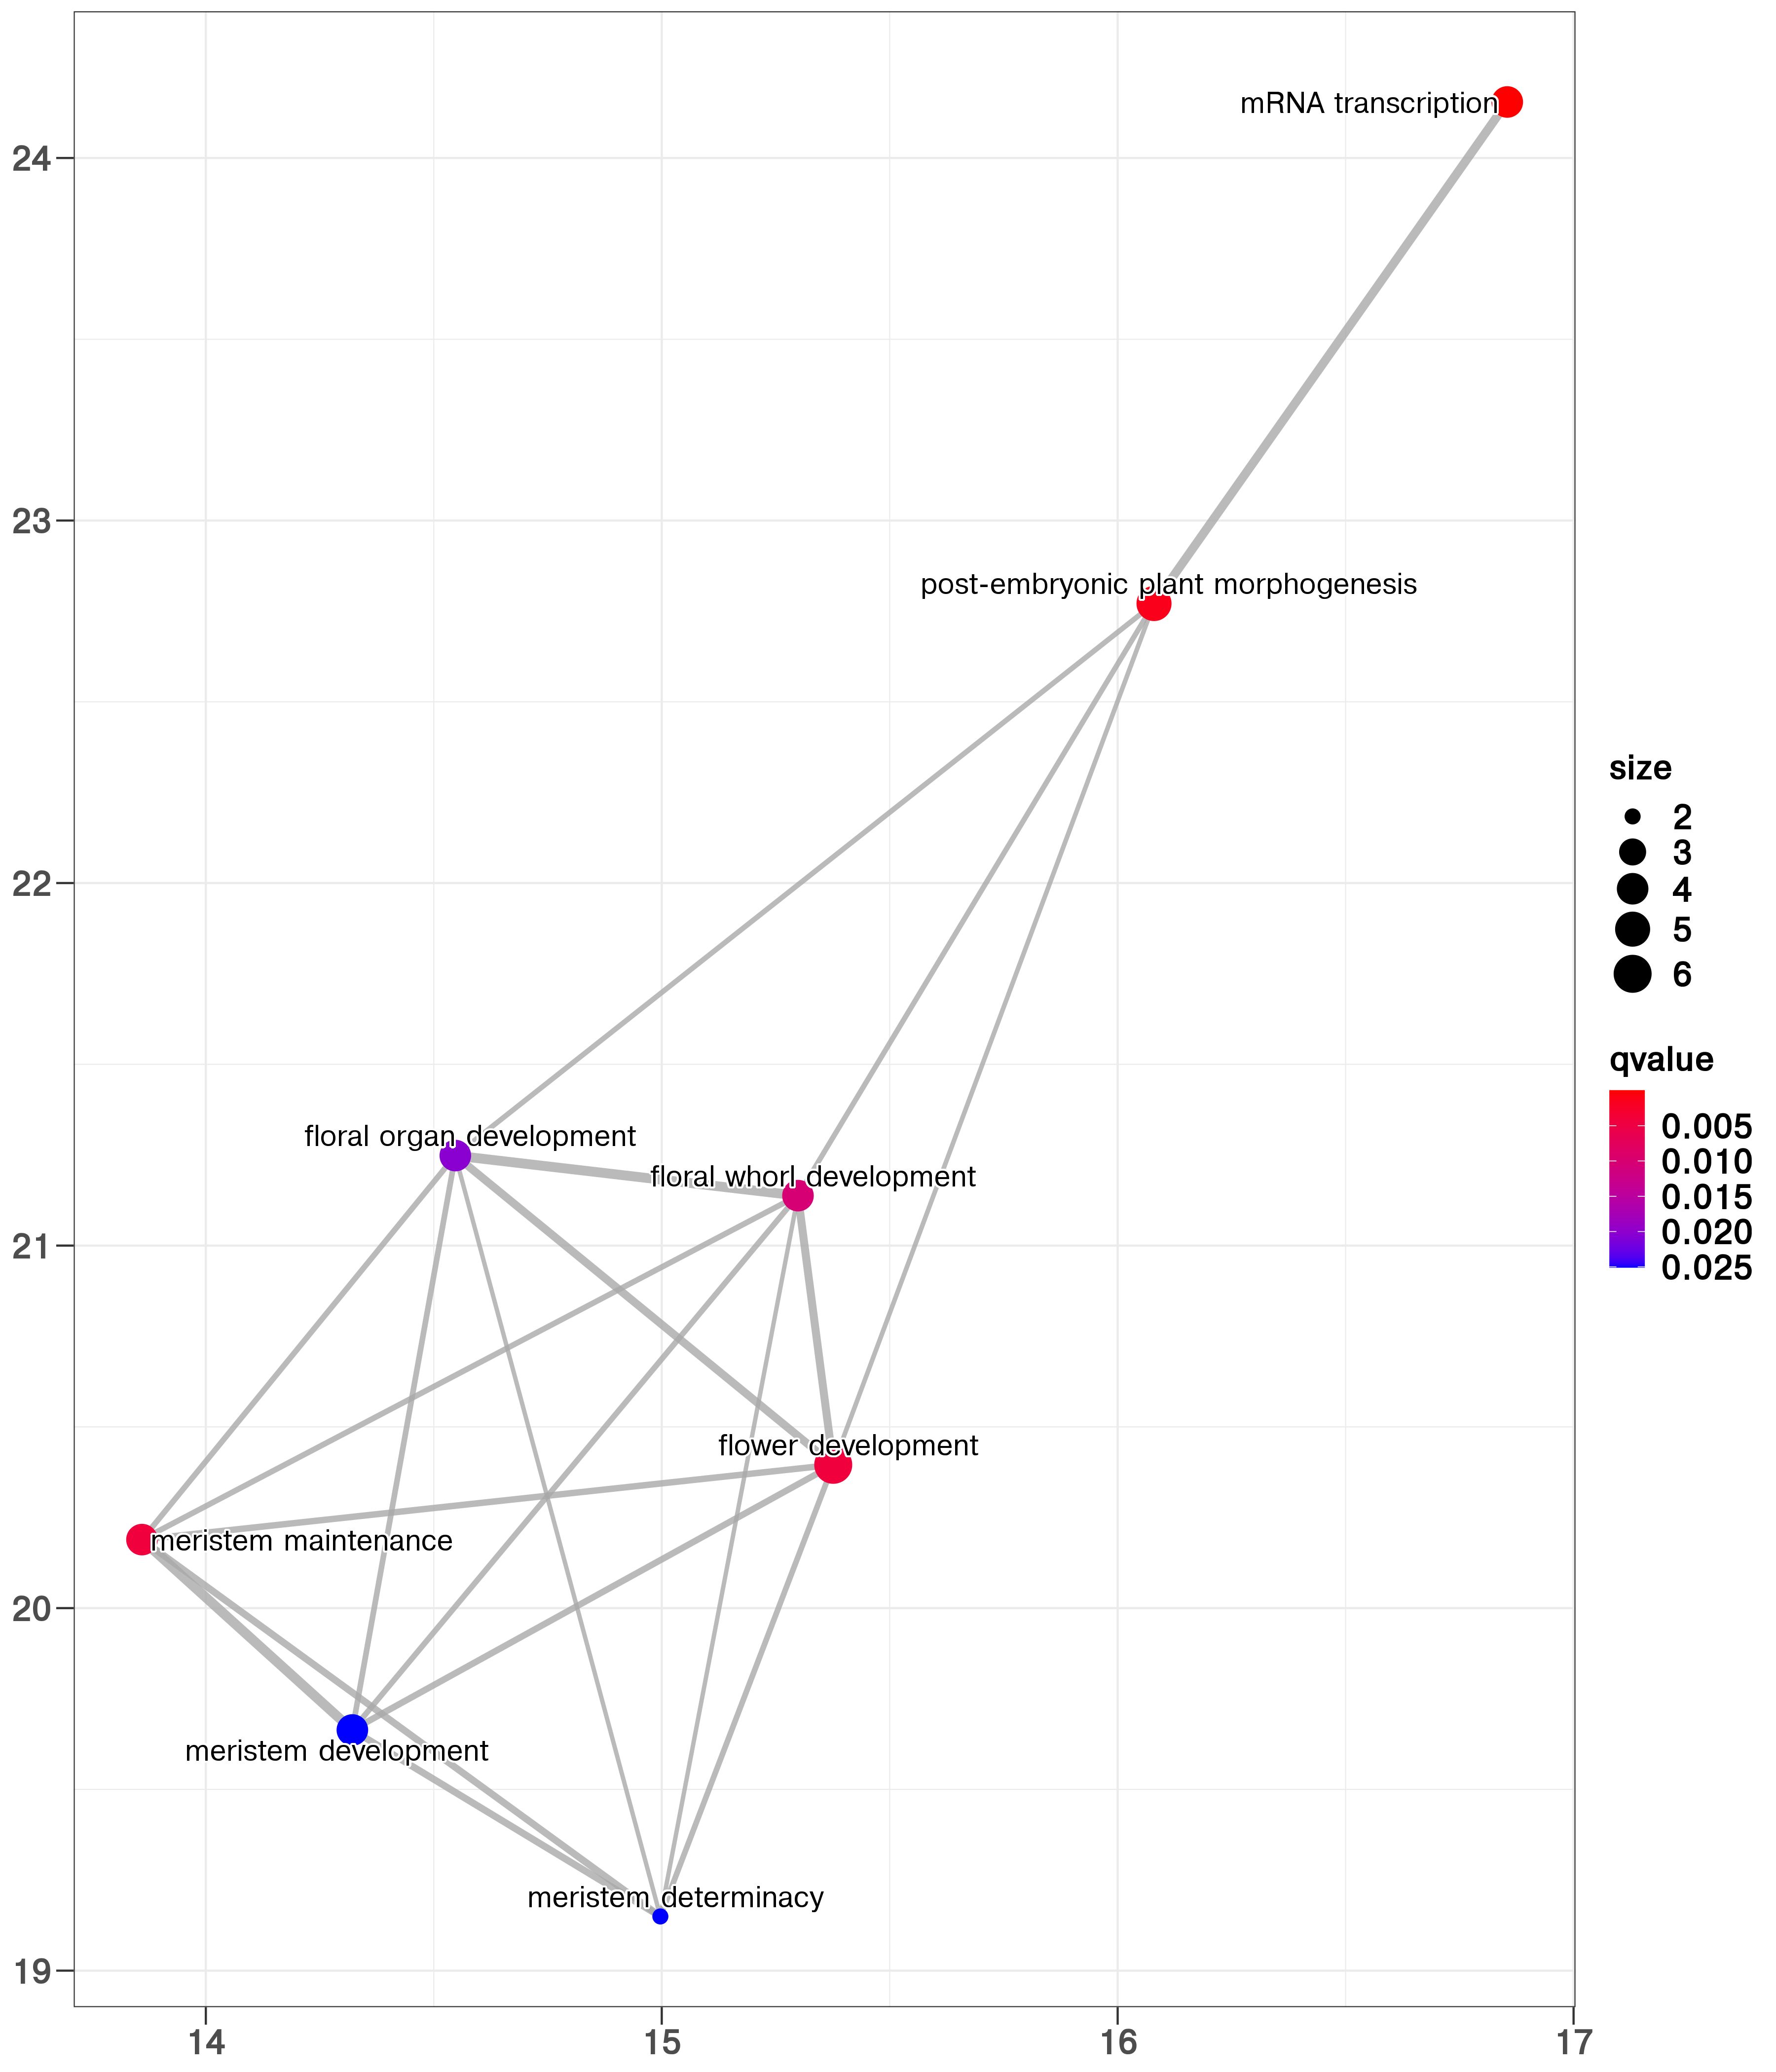 mRNA transcription
24
23
post-embryonic plant morphogenesis
22
floral organ development
floral whorl development
21
flower development
meristem maintenance
20
meristem development
meristem determinacy
19
14
15
16
17
size
2
3
4
5
6
qvalue
0.005
0.010
0.015
0.020
0.025